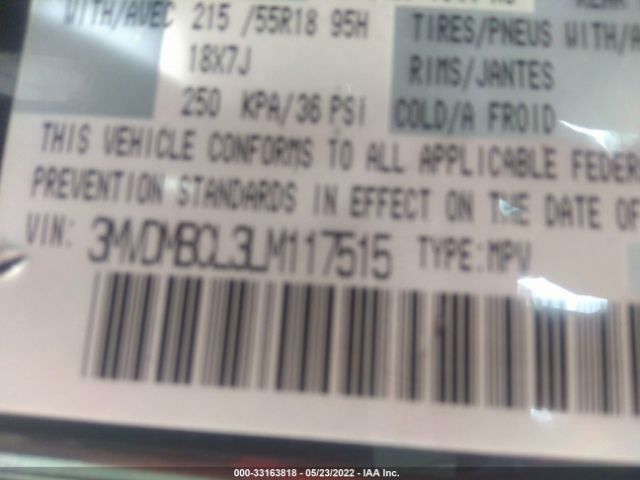 WITH/AVEC 215 /55R18 95H TIRES/PNEUS WITH/A
18X7J RIMS/JANTES
250 KPA/36 PSI COLD/A FROID
THIS VEHICLE CONFORMS TO ALL APPLICABLE FEDER
PREVENTION STANDARDS IN EFFECT ON THE DATE OF
VIN: 3MVDMBCL3LM117515 TYPE:MPV
000-33163818 - 05/23/2022 - IAA Inc.